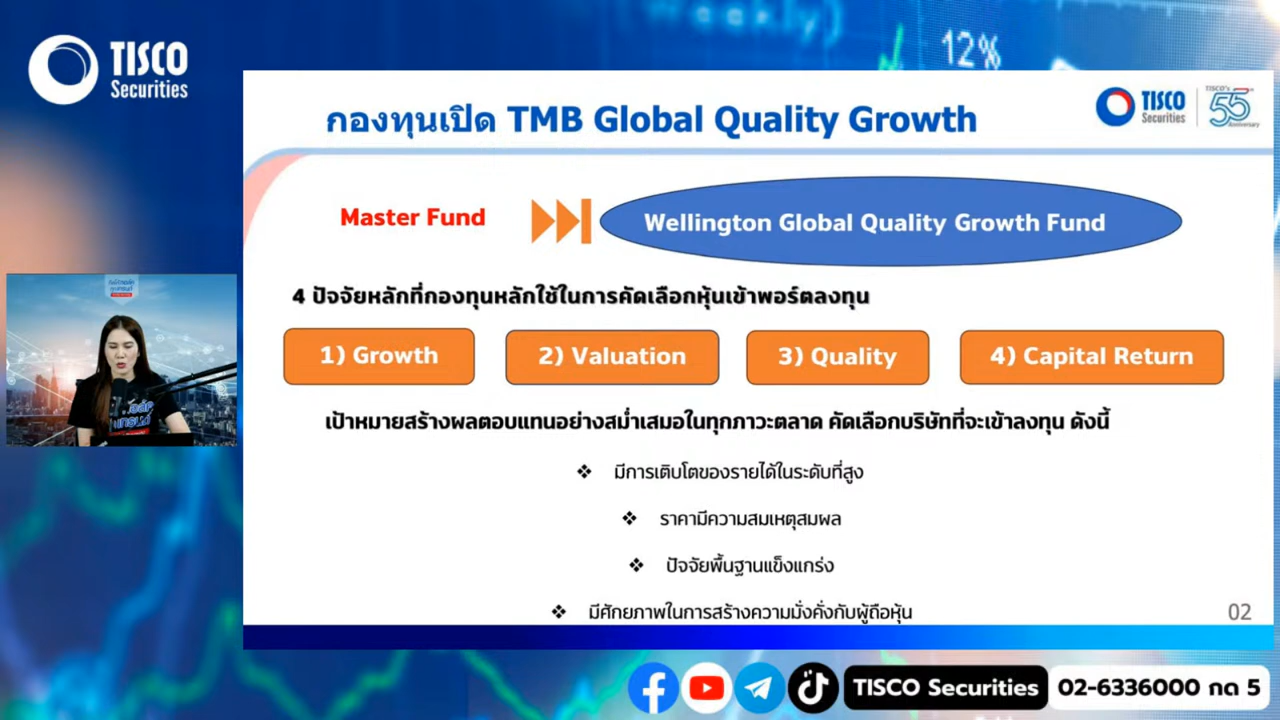 TISCO
Securities
12%
กองทุนเปิด TMB Global Quality Growth
TISCO
Securities
TISCO's
55th
Anniversary
Master Fund
Wellington Global Quality Growth Fund
4 ปัจจัยหลักที่กองทุนหลักใช้ในการคัดเลือกหุ้นเข้าพอร์ตลงทุน
1) Growth
2) Valuation
3) Quality
4) Capital Return
เป้าหมายสร้างผลตอบแทนอย่างสม่ำเสมอในทุกภาวะตลาด คัดเลือกบริษัทที่จะเข้าลงทุน ดังนี้
❖ มีการเติบโตของรายได้ในระดับที่สูง
❖ ราคามีความสมเหตุสมผล
❖ ปัจจัยพื้นฐานแข็งแกร่ง
❖ มีศักยภาพในการสร้างความมั่งคั่งกับผู้ถือหุ้น
02
TISCO Securities
02-6336000 กด 5